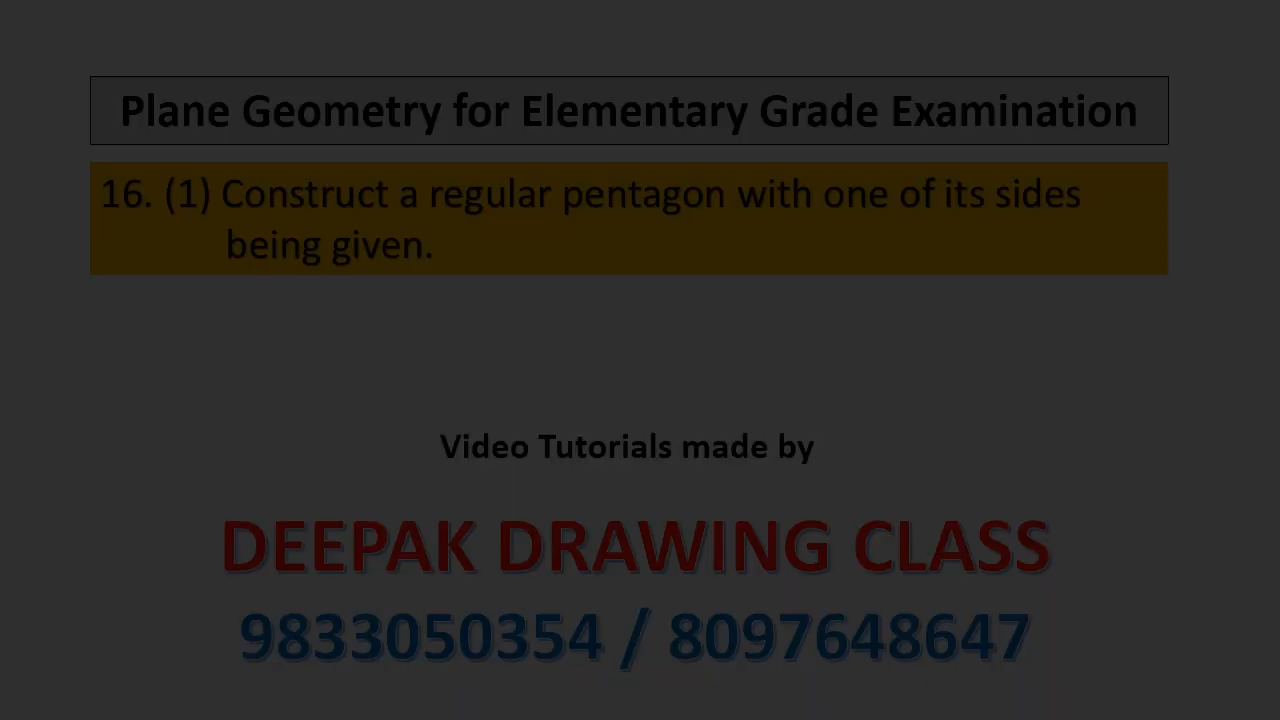 Plane Geometry for Elementary Grade Examination
16. (1) Construct a regular pentagon with one of its sides
being given.
Video Tutorials made by
DEEPAK DRAWING CLASS
9833050354 / 8097648647